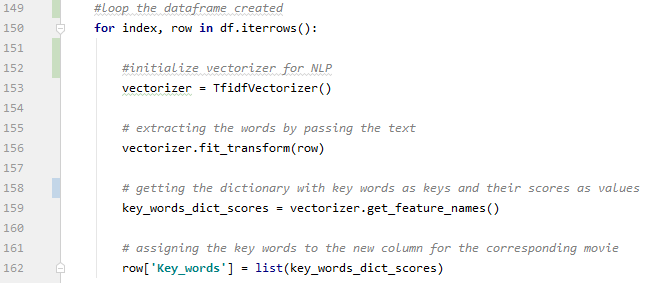 149 #loop the dataframe created
150 for index, row in df.iterrows():
151
152 #initialize vectorizer for NLP
153 vectorizer = TfidfVectorizer()
154
155 # extracting the words by passing the text
156 vectorizer.fit_transform(row)
157
158 # getting the dictionary with key words as keys and their scores as values
159 key_words_dict_scores = vectorizer.get_feature_names()
160
161 # assigning the key words to the new column for the corresponding movie
162 row['Key_words'] = list(key_words_dict_scores)